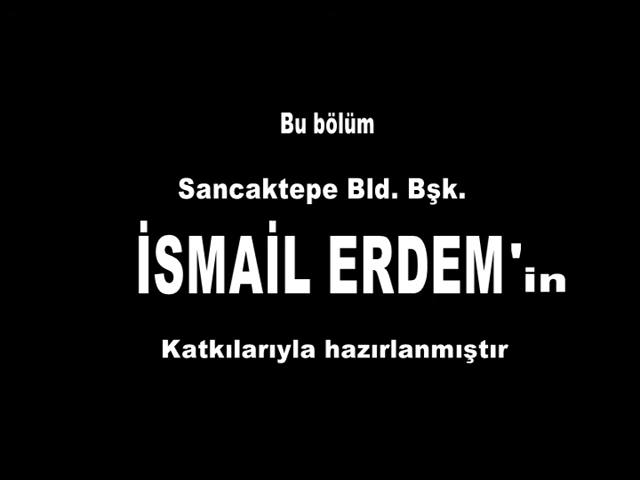 Bu bölüm
Sancaktepe Bld. Bşk.
İSMAİL ERDEM'in
Katkılarıyla hazırlanmıştır